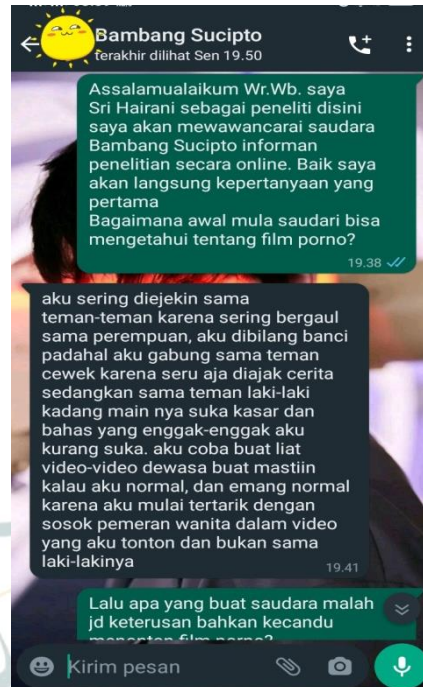 Bambang Sucipto
terakhir dilihat Sen 19.50
Assalamualaikum Wr.Wb. saya
Sri Hairani sebagai peneliti disini
saya akan mewawancarai saudara
Bambang Sucipto informan
penelitian secara online. Baik saya
akan langsung kepertanyaan yang
pertama
Bagaimana awal mula saudari bisa
mengetahui tentang film porno?
19.38
aku sering diejekin sama
teman-teman karena sering bergaul
sama perempuan, aku dibilang banci
padahal aku gabung sama teman
cewek karena seru aja diajak cerita
sedangkan sama teman laki-laki
kadang main nya suka kasar dan
bahas yang enggak-enggak aku
kurang suka. aku coba buat liat
video-video dewasa buat mastiin
kalau aku normal, dan emang normal
karena aku mulai tertarik dengan
sosok pemeran wanita dalam video
yang aku tonton dan bukan sama
laki-lakinya
19.41
Lalu apa yang buat saudara malah
jd keterusan bahkan kecandu
menonton film porno?
Kirim pesan